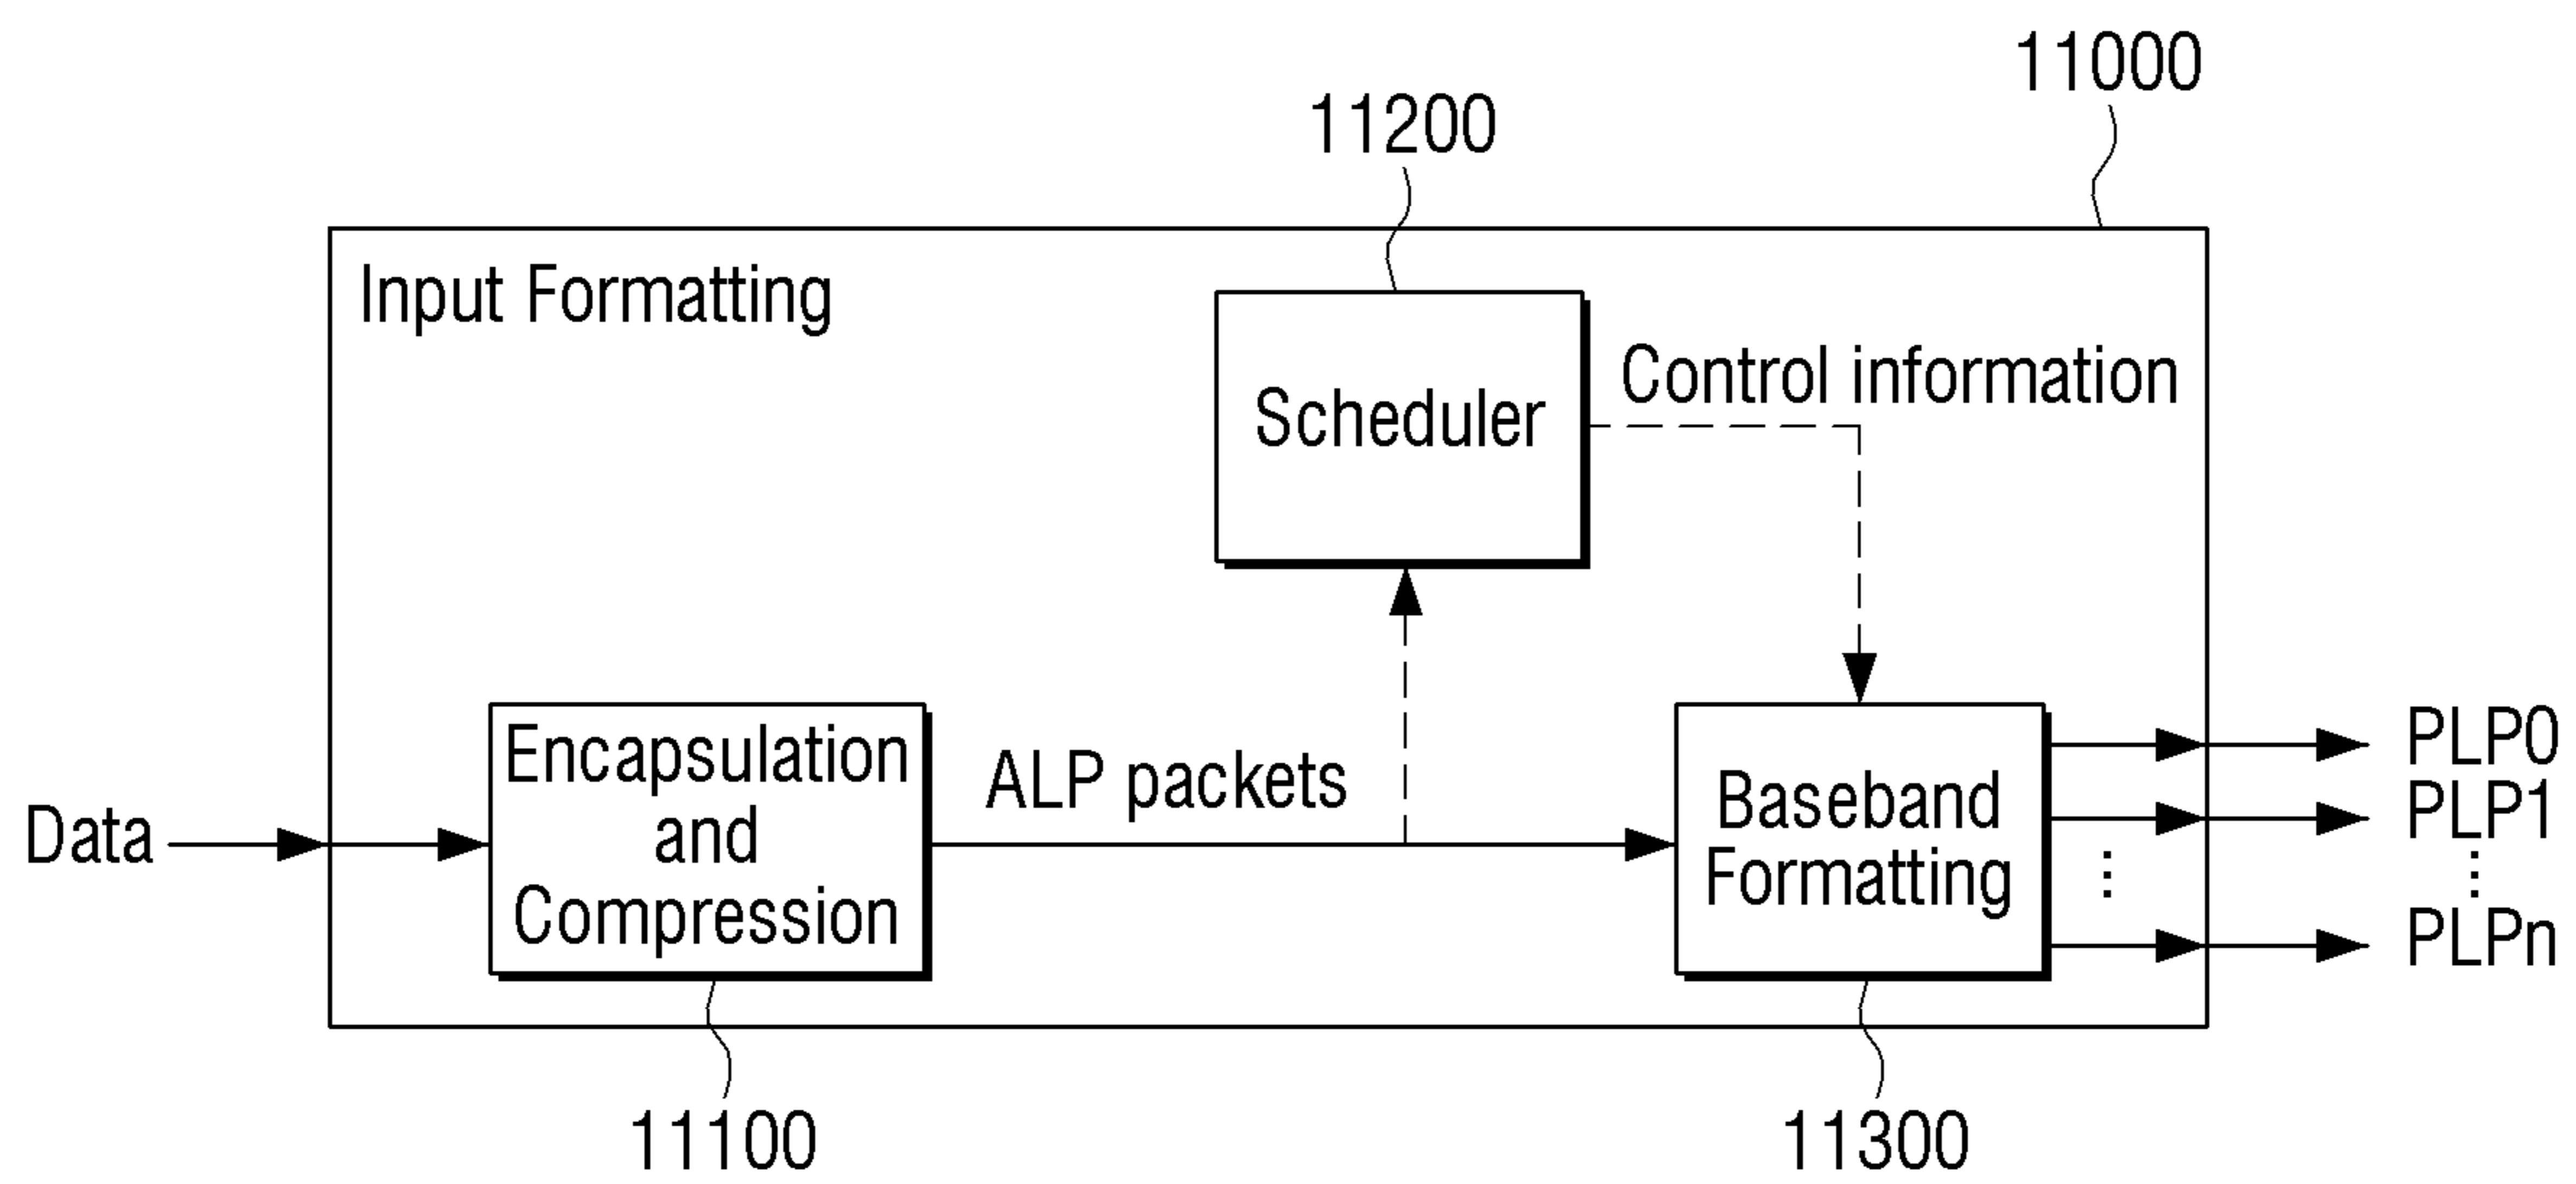 11000
11200
Input Formatting
Control information
Scheduler
Encapsulation
and
Compression
ALP packets
Data
Baseband
Formatting
PLP0
PLP1
PLPn
11100
11300